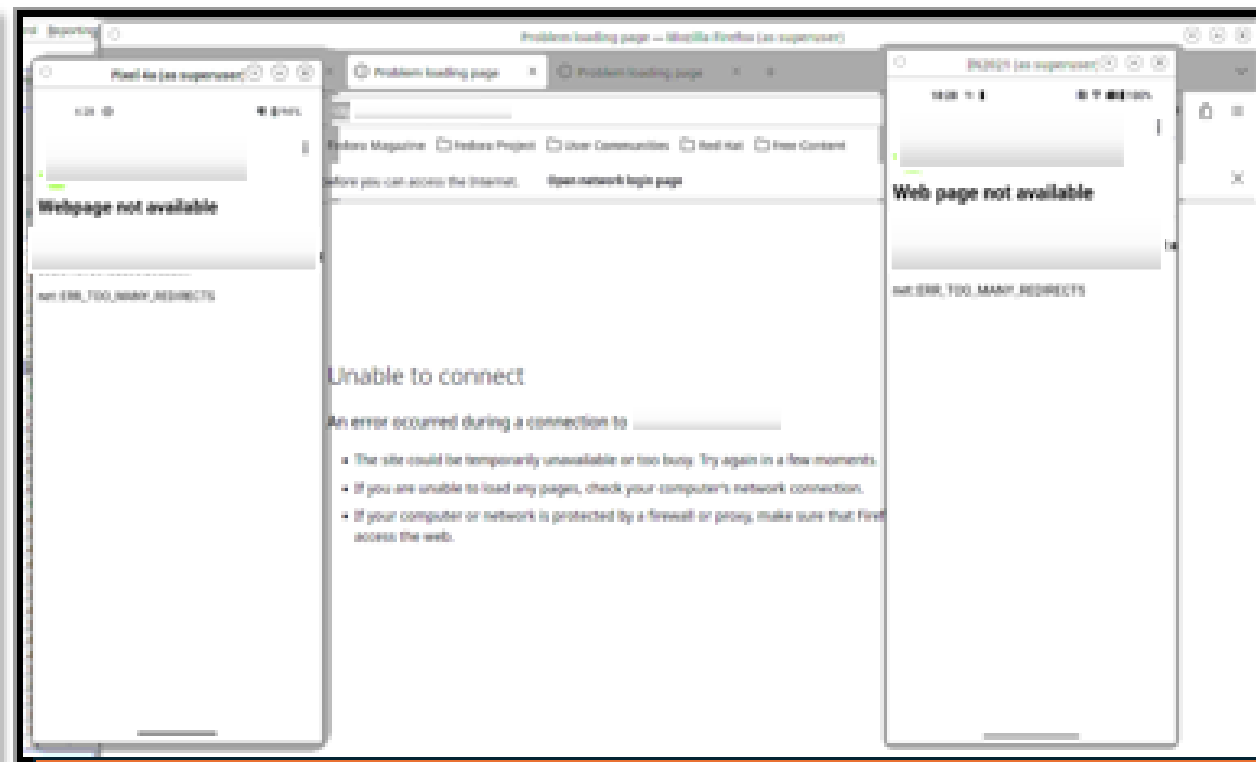 Reporting
Problem loading page — Mozilla Firefox (as superuser)
Pixel 4a (as superuser)
Problem loading page
Problem loading page
(as superuser)
Fedora Magazine Fedora Project User Communities Red Hat Free Content
before you can access the Internet. Open network login page
Webpage not available
net::ERR_TOO_MANY_REDIRECTS
Web page not available
net::ERR_TOO_MANY_REDIRECTS
Unable to connect
An error occurred during a connection to
• The site could be temporarily unavailable or too busy. Try again in a few moments.
• If you are unable to load any pages, check your computer's network connection.
• If your computer or network is protected by a firewall or proxy, make sure that Firef
access the web.